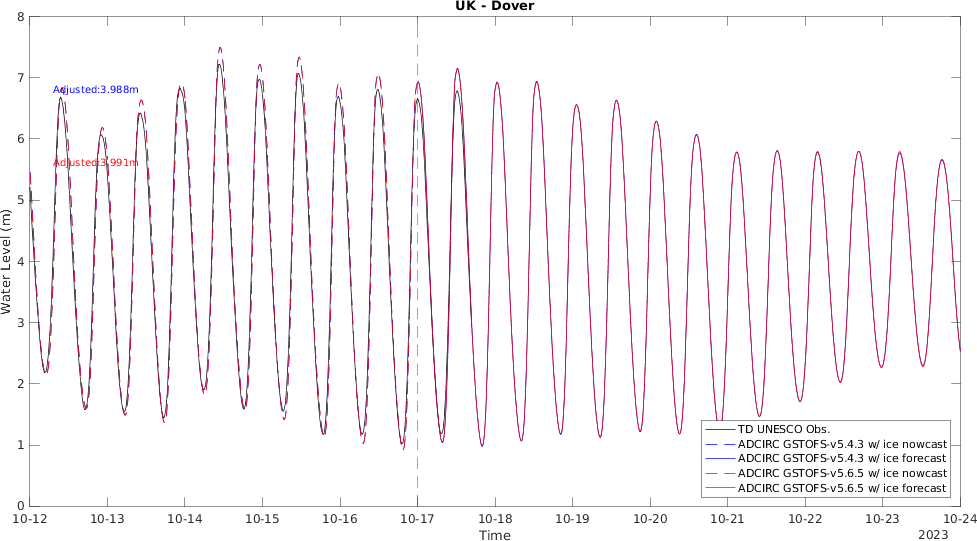 UK - Dover
8
7
6
5
4
3
2
1
0
Water Level (m)
Adjusted:3.988m
Adjusted:3.991m
TD UNESCO Obs.
ADCIRC GSTOFS-v5.4.3 w/ ice nowcast
ADCIRC GSTOFS-v5.4.3 w/ ice forecast
ADCIRC GSTOFS-v5.6.5 w/ ice nowcast
ADCIRC GSTOFS-v5.6.5 w/ ice forecast
10-12 10-13 10-14 10-15 10-16 10-17 10-18 10-19 10-20 10-21 10-22 10-23 10-24
Time
2023